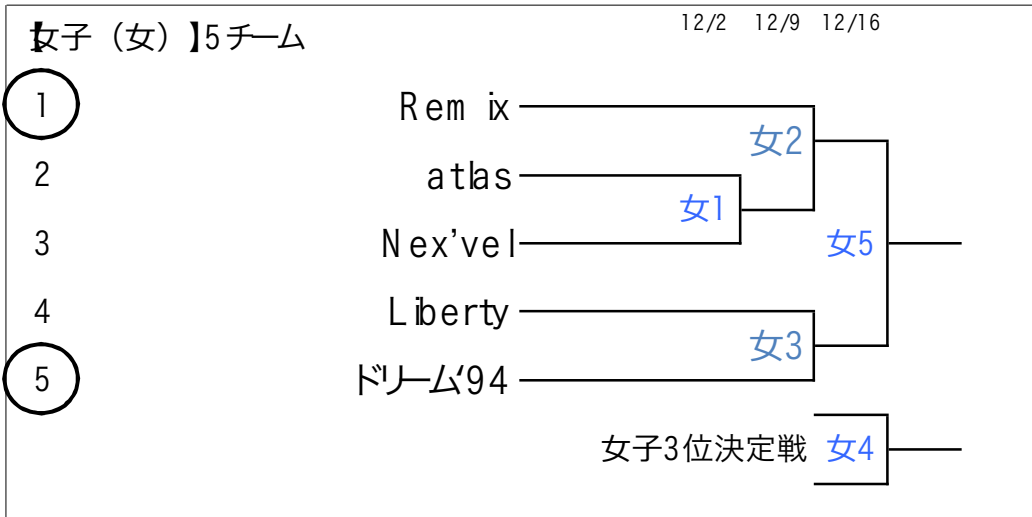 【女子（女）】5チーム
12/2 12/9 12/16
1 Remix
女2
2 atlas
女1
3 Nex'vel
女5
4 Liberty
女3
5 ドリーム‘94
女子3位決定戦 女4